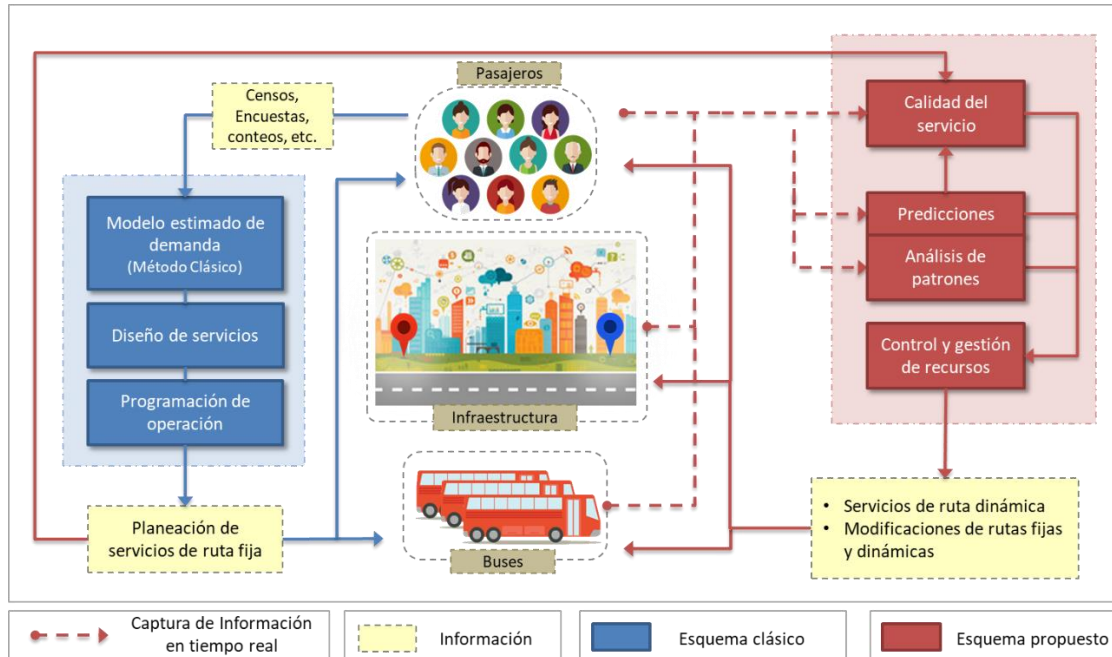 Pasajeros
Censos,
Encuestas,
conteos, etc.
Calidad del
servicio
Modelo estimado de
demanda
(Método Clásico)
Predicciones
Análisis de
patrones
Diseño de servicios
Control y gestión
de recursos
Programación de
operación
Infraestructura
Planeación de
servicios de ruta fija
Buses
• Servicios de ruta dinámica
• Modificaciones de rutas fijas
y dinámicas
Captura de Información
en tiempo real
Información
Esquema clásico
Esquema propuesto